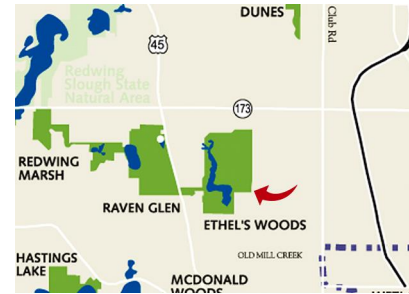 DUNES
Club Rd
45
Redwing
Slough State
Natural Area
173
REDWING
MARSH
RAVEN GLEN
ETHEL'S WOODS
OLD MILL CREEK
HASTINGS
LAKE
MCDONALD
WOODS